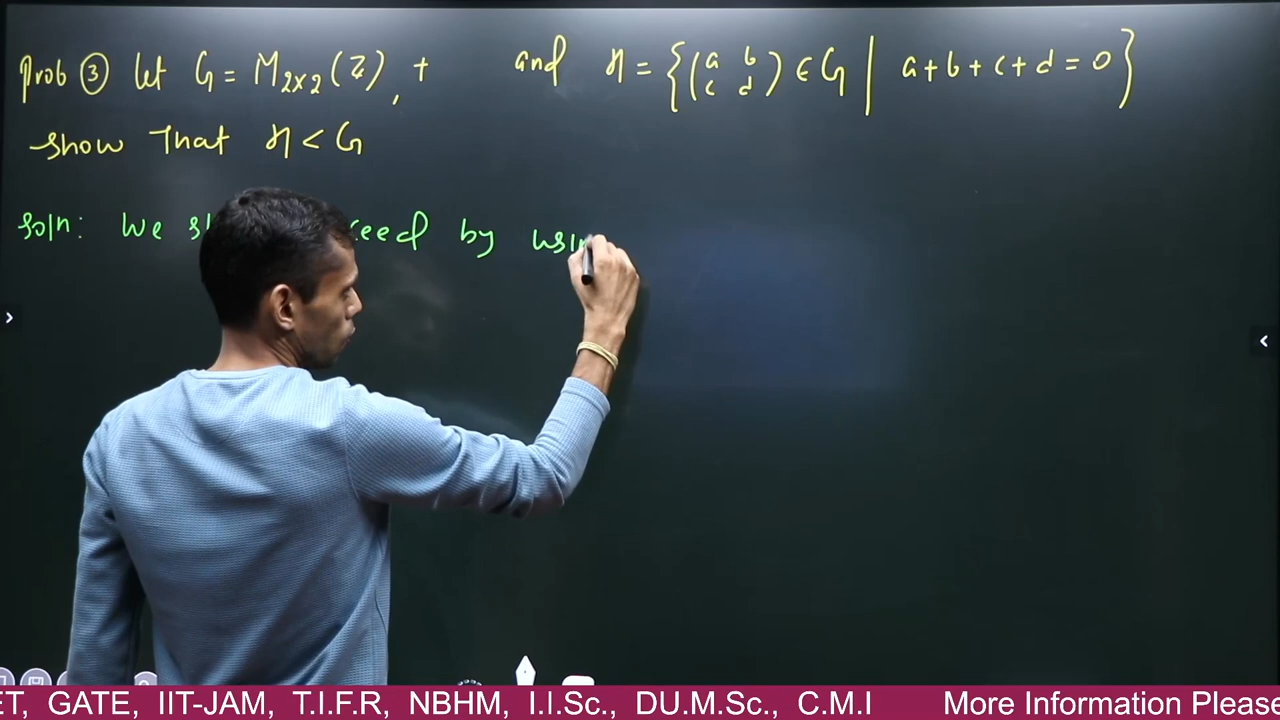 Prob ③ Let G = M₂ₓ₂(Z), + and H = {(a b c d) ∈ G | a+b+c+d = 0}
show That H < G
soln: We by usin
ET, GATE, IIT-JAM, T.I.F.R, NBHM, I.I.Sc., DU.M.Sc., C.M.I More Information Please